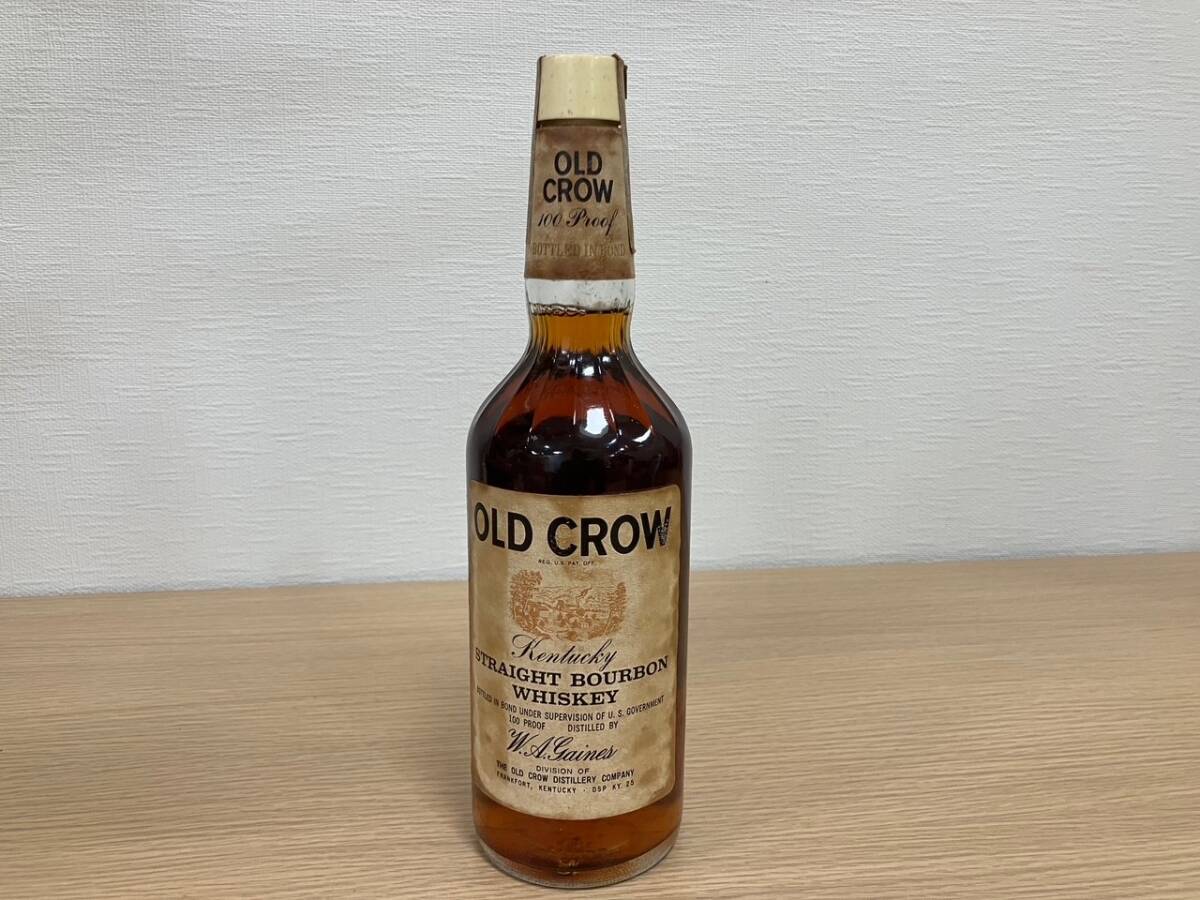 OLD
CROW
100 Proof
BOTTLED IN BOND
OLD CROW
REG. U.S. PAT. OFF.
Kentucky
STRAIGHT BOURBON
WHISKEY
BOTTLED IN BOND UNDER SUPERVISION OF U. S. GOVERNMENT
100 PROOF DISTILLED BY
W. A. Gaines
DIVISION OF
THE OLD CROW DISTILLERY COMPANY
FRANKFORT, KENTUCKY · DSP KY. 25